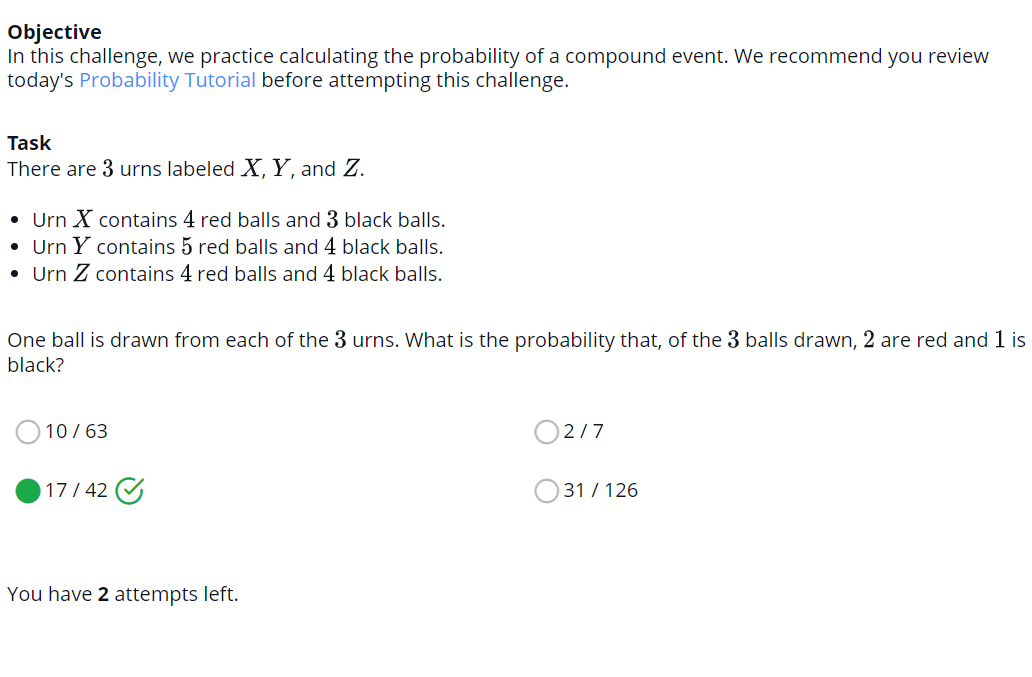 Objective
In this challenge, we practice calculating the probability of a compound event. We recommend you review
today's Probability Tutorial before attempting this challenge.
Task
There are 3 urns labeled X, Y, and Z.
• Urn X contains 4 red balls and 3 black balls.
• Urn Y contains 5 red balls and 4 black balls.
• Urn Z contains 4 red balls and 4 black balls.
One ball is drawn from each of the 3 urns. What is the probability that, of the 3 balls drawn, 2 are red and 1 is
black?
10 / 63
2 / 7
17 / 42
31 / 126
You have 2 attempts left.